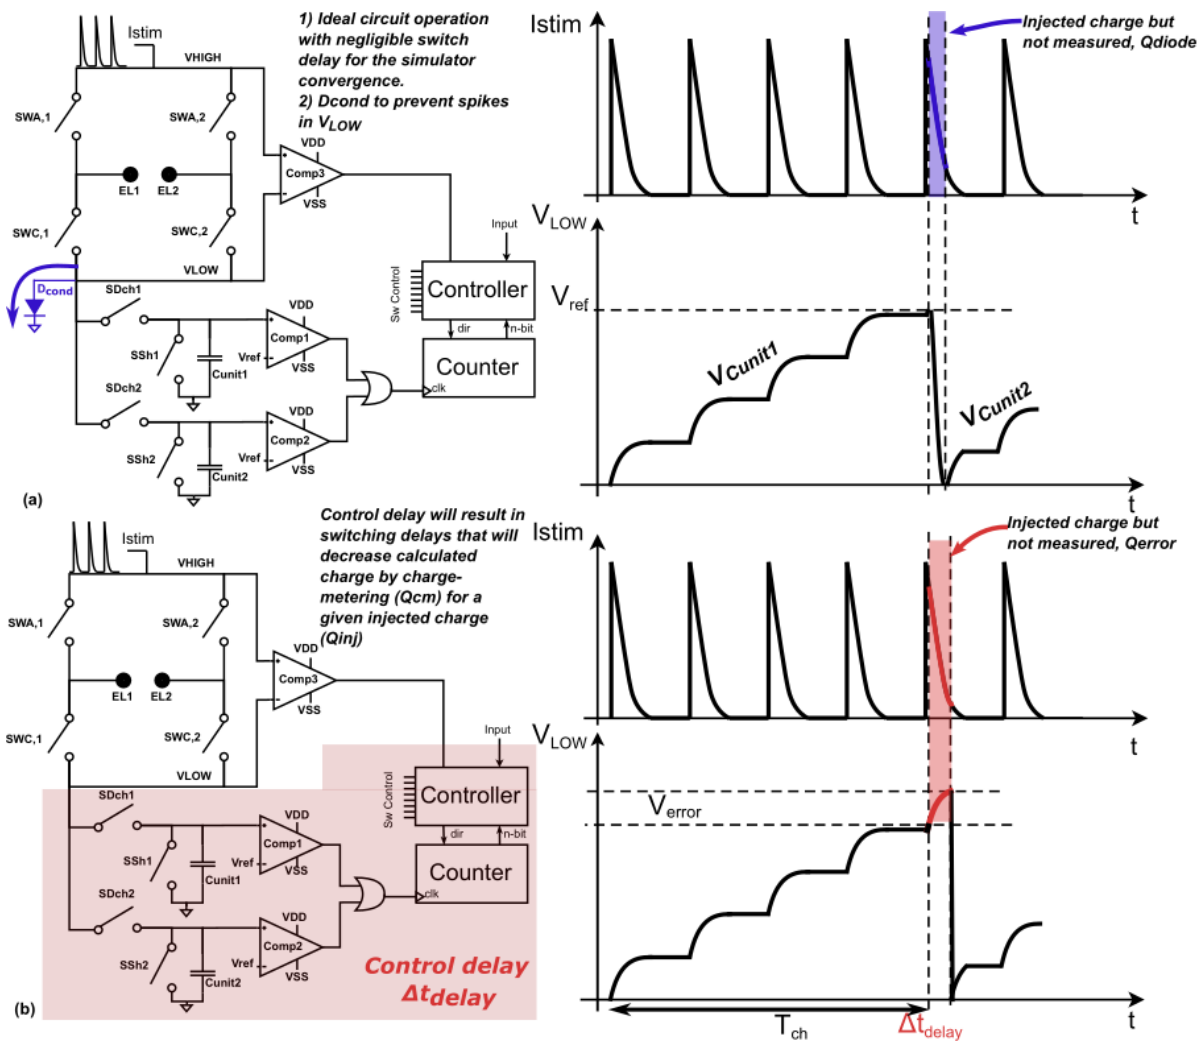 Istim
VHIGH
1) Ideal circuit operation
with negligible switch
delay for the simulator
convergence.
2) Dcond to prevent spikes
in VLOW
SWA,1
SWA,2
EL1
EL2
VDD
Comp3
VSS
SWC,1
SWC,2
VLOW
Input
Dcond
SDch1
Sw Control
Controller
dir
n-bit
Counter
clk
VDD
Comp1
Vref
VSS
SSh1
Cunit1
SDch2
VDD
Comp2
Vref
VSS
SSh2
Cunit2
(a)
Istim
Injected charge but
not measured, Qdiode
t
VLOW
Vref
VCunit1
VCunit2
t
Istim
VHIGH
Control delay will result in
switching delays that will
decrease calculated
charge by charge-
metering (Qcm) for a
given injected charge
(Qinj)
SWA,1
SWA,2
EL1
EL2
VDD
Comp3
VSS
SWC,1
SWC,2
VLOW
Input
SDch1
Sw Control
Controller
dir
n-bit
Counter
clk
VDD
Comp1
Vref
VSS
SSh1
Cunit1
SDch2
VDD
Comp2
Vref
VSS
SSh2
Cunit2
Control delay
Δtdelay
(b)
Istim
Injected charge but
not measured, Qerror
t
VLOW
Verror
Tch
Δtdelay
t